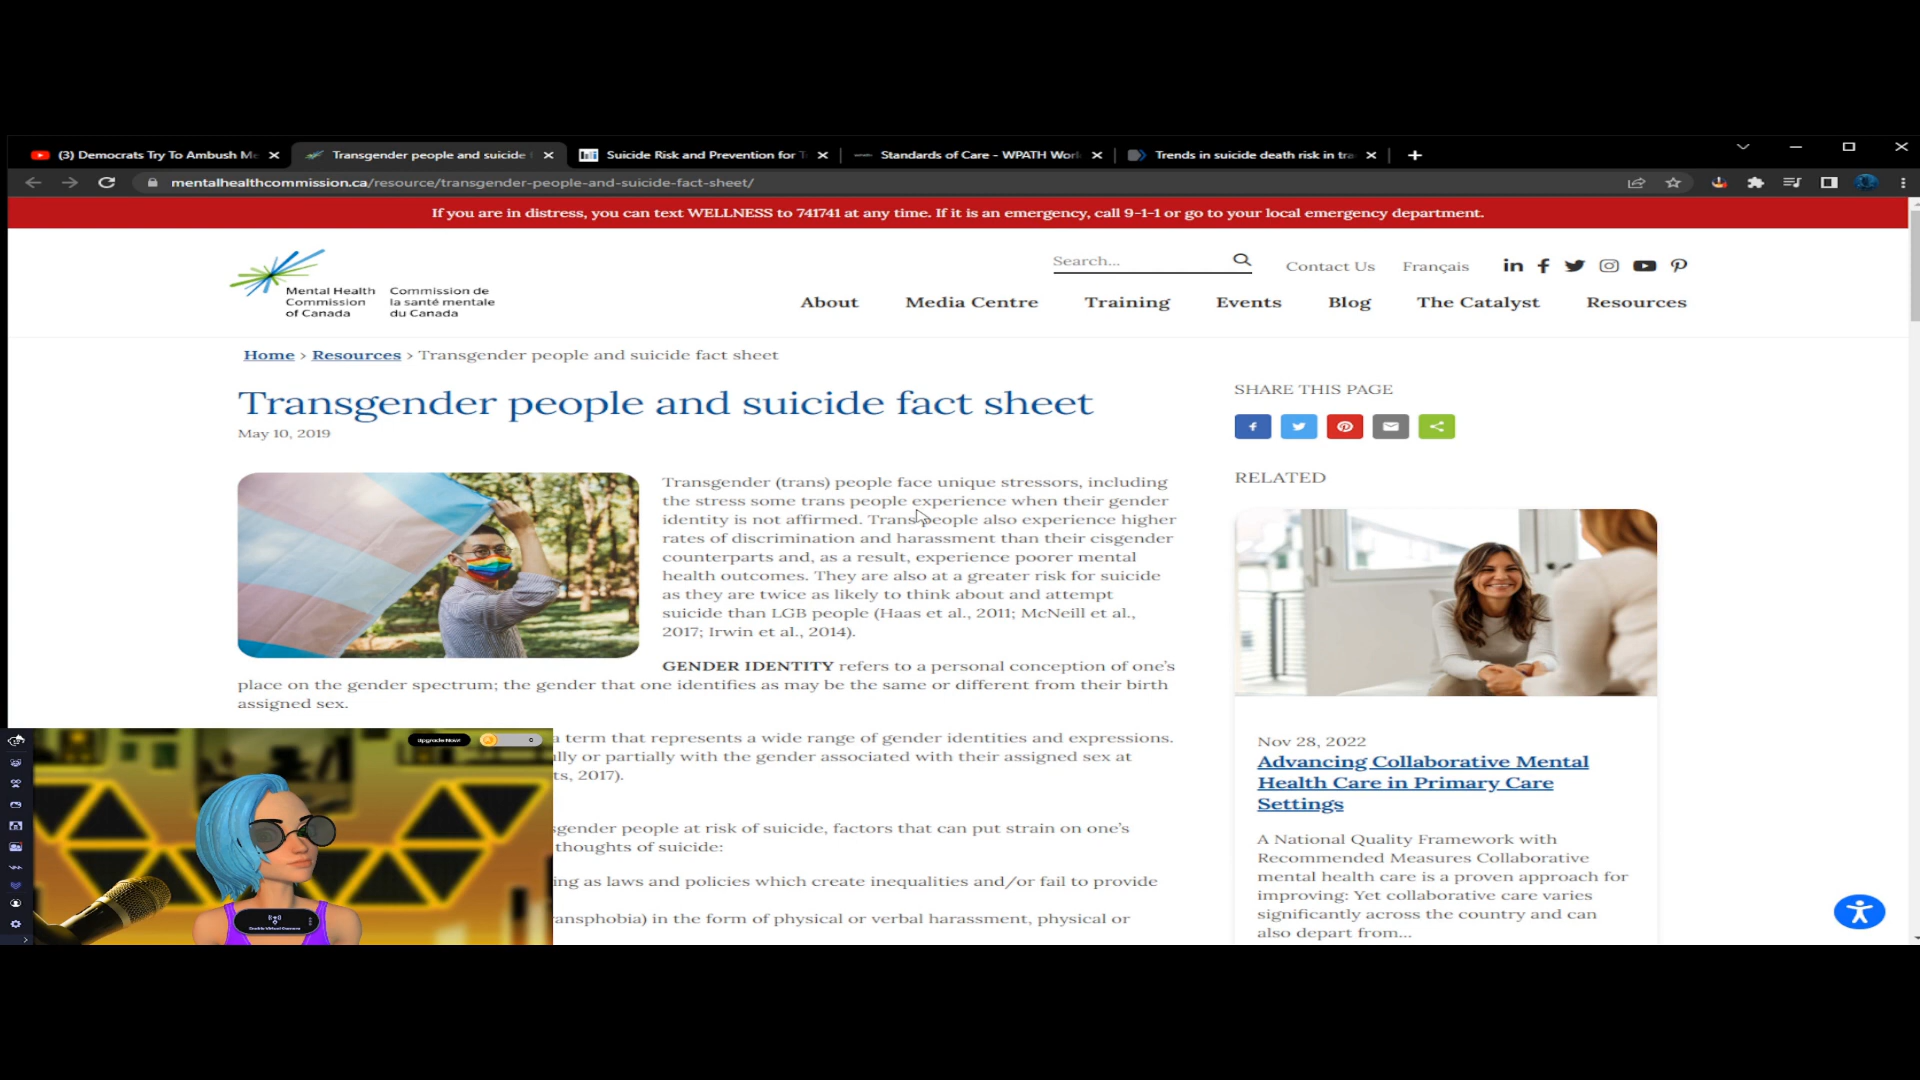 (3) Democrats Try To Ambush M
Transgender people and suicide
Suicide Risk and Prevention for T
Standards of Care - WPATH Worl
Trends in suicide death risk in tra
mentalhealthcommission.ca/resource/transgender-people-and-suicide-fact-sheet/
If you are in distress, you can text WELLNESS to 741741 at any time. If it is an emergency, call 9-1-1 or go to your local emergency department.
Mental Health Commission of Canada
Commission de la santé mentale du Canada
Search...
Contact Us
Français
About
Media Centre
Training
Events
Blog
The Catalyst
Resources
Home > Resources > Transgender people and suicide fact sheet
Transgender people and suicide fact sheet
May 10, 2019
Transgender (trans) people face unique stressors, including
the stress some trans people experience when their gender
identity is not affirmed. Trans people also experience higher
rates of discrimination and harassment than their cisgender
counterparts and, as a result, experience poorer mental
health outcomes. They are also at a greater risk for suicide
as they are twice as likely to think about and attempt
suicide than LGB people (Haas et al., 2011; McNeill et al.,
2017; Irwin et al., 2014).
GENDER IDENTITY refers to a personal conception of one's
place on the gender spectrum; the gender that one identifies as may be the same or different from their birth
assigned sex.
a term that represents a wide range of gender identities and expressions.
lly or partially with the gender associated with their assigned sex at
ts, 2017).
sgender people at risk of suicide, factors that can put strain on one's
thoughts of suicide:
ing as laws and policies which create inequalities and/or fail to provide
ansphobia) in the form of physical or verbal harassment, physical or
SHARE THIS PAGE
RELATED
Nov 28, 2022
Advancing Collaborative Mental
Health Care in Primary Care
Settings
A National Quality Framework with
Recommended Measures Collaborative
mental health care is a proven approach for
improving: Yet collaborative care varies
significantly across the country and can
also depart from...
Upgrade Now!
0
Enable Virtual Camera